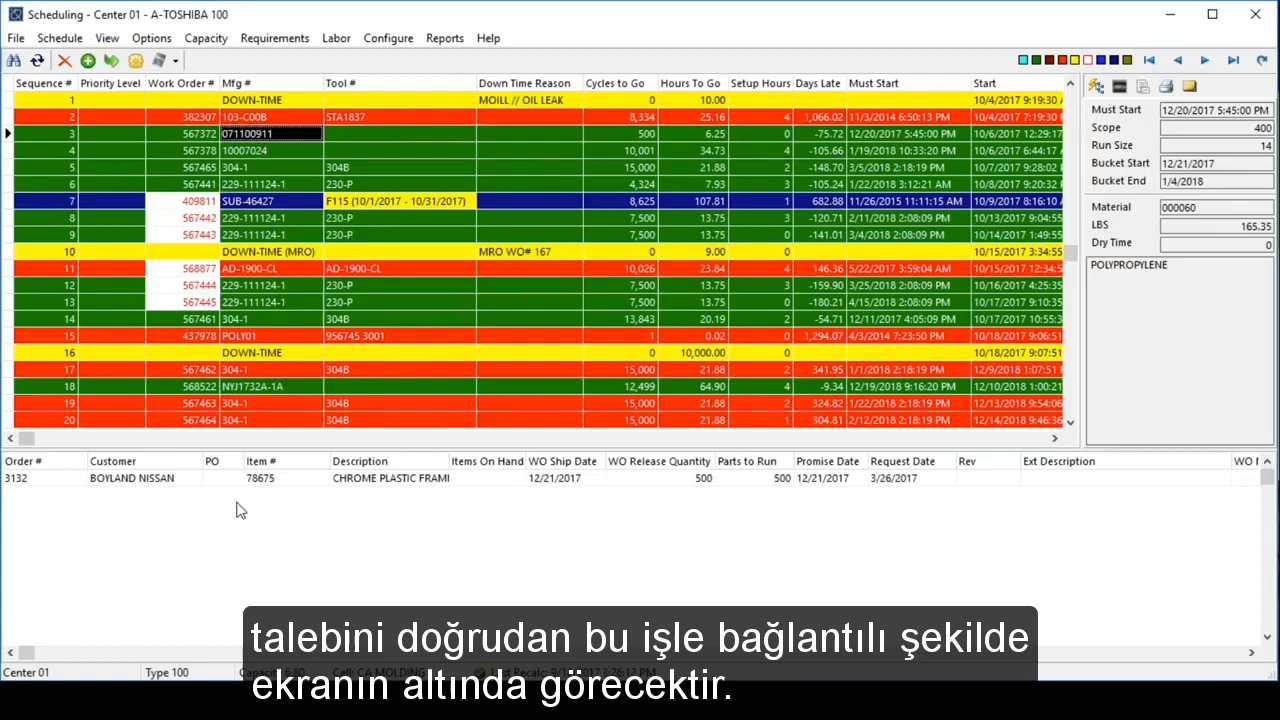 Scheduling - Center 01 - A-TOSHIBA 100
File Schedule View Options Capacity Requirements Labor Configure Reports Help
Sequence # Priority Level Work Order # Mfg # Tool # Down Time Reason Cycles to Go Hours To Go Setup Hours Days Late Must Start Start
1 DOWN-TIME MOILL // OIL LEAK 0 10.00 10/4/2017 9:19:30
2 382307 103-C00B STA1837 8,334 25.16 4 1,066.02 11/3/2014 6:50:13 PM 10/4/2017 7:19:30
3 567372 071100911 500 6.25 0 -75.72 12/20/2017 5:45:00 PM 10/6/2017 12:29:17
4 567378 10007024 10,001 34.73 4 -105.66 1/19/2018 10:33:20 PM 10/6/2017 6:44:17
5 567465 304-1 304B 15,000 21.88 2 -148.70 3/5/2018 2:18:19 PM 10/7/2017 9:28:02
6 567441 229-111124-1 230-P 4,324 7.93 3 -105.24 1/22/2018 3:12:21 AM 10/8/2017 9:20:32
7 409811 SUB-46427 F115 (10/1/2017 - 10/31/2017) 8,625 107.81 1 682.88 11/26/2015 11:11:15 AM 10/9/2017 8:16:10
8 567442 229-111124-1 230-P 7,500 13.75 3 -120.71 2/11/2018 2:08:09 PM 10/13/2017 9:04:55
9 567443 229-111124-1 230-P 7,500 13.75 0 -141.01 3/4/2018 2:08:09 PM 10/14/2017 1:49:55
10 DOWN-TIME (MRO) MRO WO# 167 0 9.00 0 10/15/2017 3:34:55
11 568877 AD-1900-CL AD-1900-CL 10,026 23.84 4 146.36 5/22/2017 3:59:04 AM 10/15/2017 12:34:5
12 567444 229-111124-1 230-P 7,500 13.75 3 -159.90 3/25/2018 2:08:09 PM 10/16/2017 4:25:35
13 567445 229-111124-1 230-P 7,500 13.75 0 -180.21 4/15/2018 2:08:09 PM 10/17/2017 9:10:35
14 567461 304-1 304B 13,843 20.19 2 -54.71 12/11/2017 4:05:09 PM 10/17/2017 10:55:3
15 437978 POLY01 956745 3001 1 0.02 0 1,294.07 4/3/2014 7:23:50 PM 10/18/2017 9:06:51
16 DOWN-TIME 0 10,000.00 0 10/18/2017 9:07:51
17 567462 304-1 304B 15,000 21.88 2 341.95 1/1/2018 2:18:19 PM 12/9/2018 1:07:51
18 568522 NYJ1732A-1A 12,499 64.90 4 -9.34 12/19/2018 9:16:20 PM 12/10/2018 1:00:21
19 567463 304-1 304B 15,000 21.88 2 324.82 1/22/2018 2:18:19 PM 12/13/2018 9:54:06
20 567464 304-1 304B 15,000 21.88 1 304.81 2/12/2018 2:18:19 PM 12/14/2018 9:46:36
Must Start 12/20/2017 5:45:00 PM
Scope 400
Run Size 14
Bucket Start 12/21/2017
Bucket End 1/4/2018
Material 000060
LBS 165.35
Dry Time 0
POLYPROPYLENE
Order # Customer PO Item # Description Items On Hand WO Ship Date WO Release Quantity Parts to Run Promise Date Request Date Rev Ext Description WO
3132 BOYLAND NISSAN 78675 CHROME PLASTIC FRAMI 12/21/2017 500 500 12/21/2017 3/26/2017
talebini doğrudan bu işle bağlantılı şekilde
ekranın altında görecektir.
Center 01 Type 100